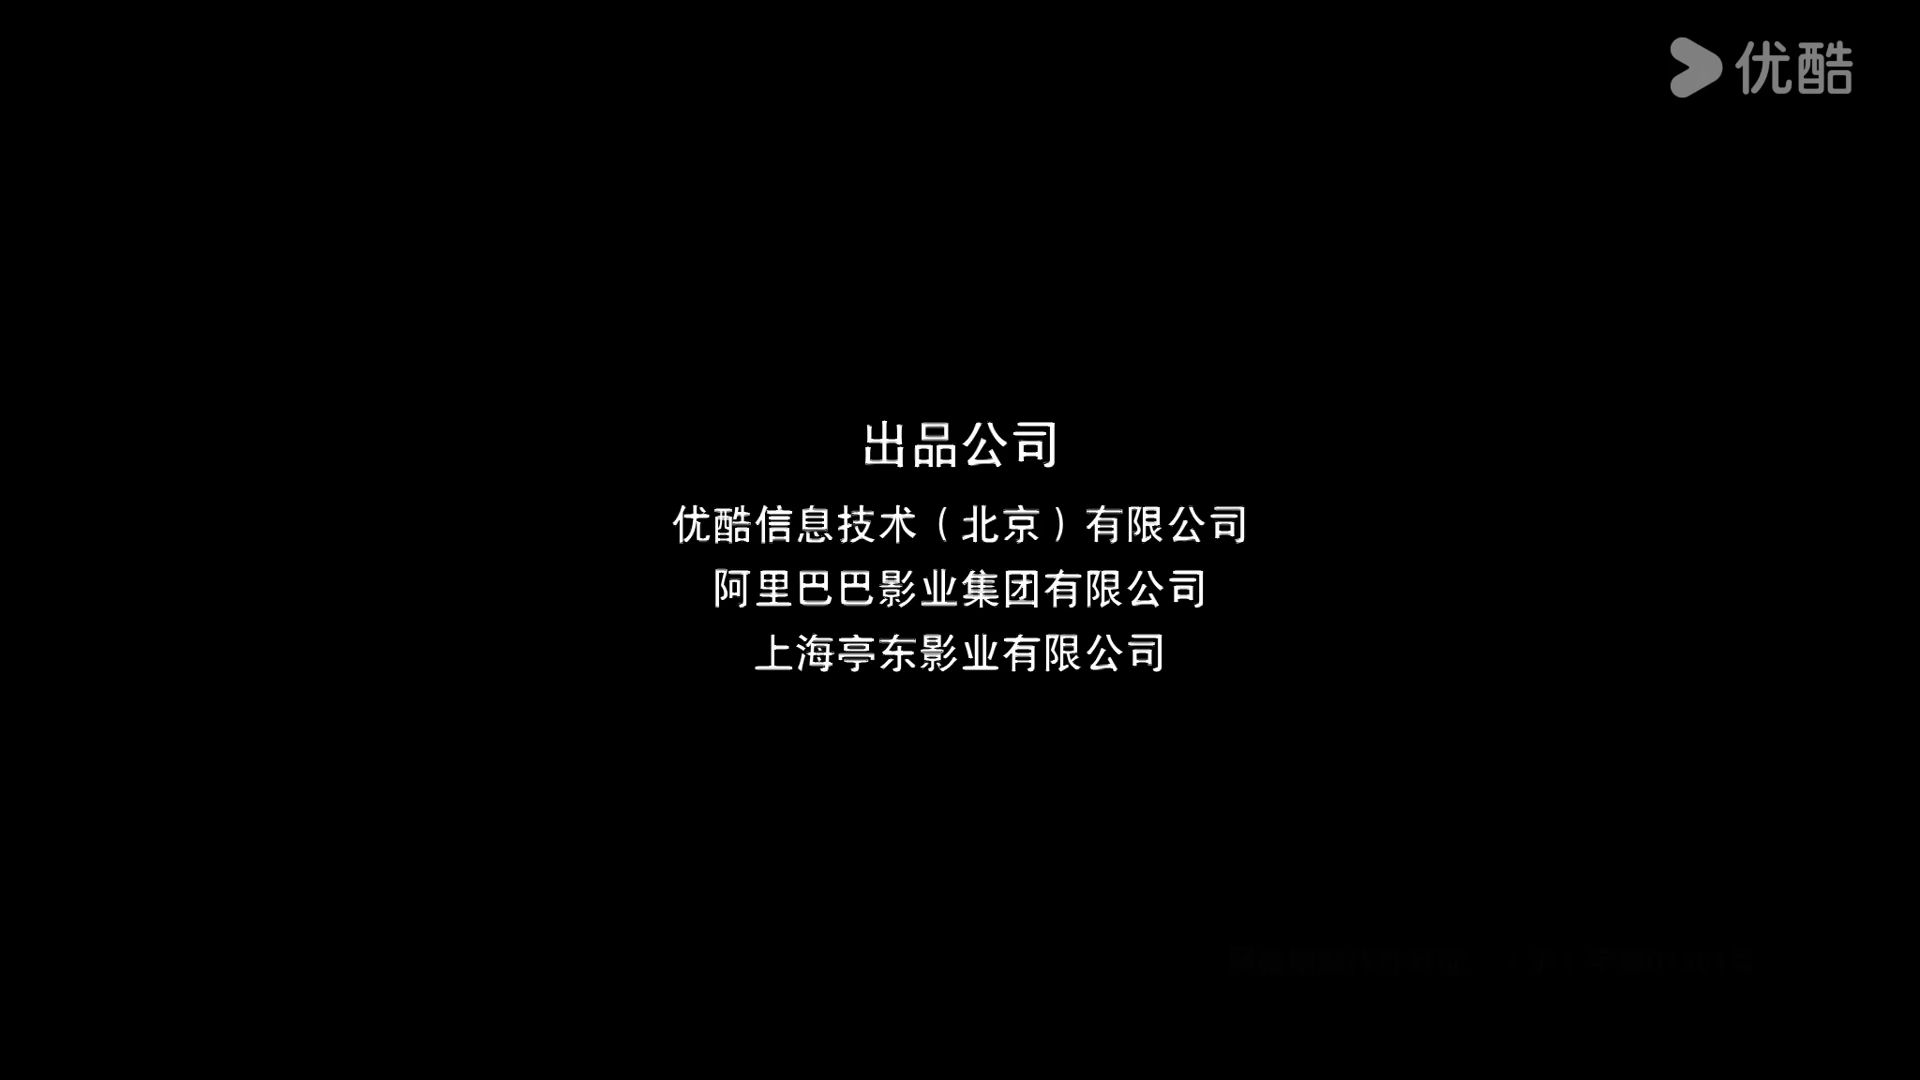 优酷
出品公司
优酷信息技术（北京）有限公司
阿里巴巴影业集团有限公司
上海亭东影业有限公司